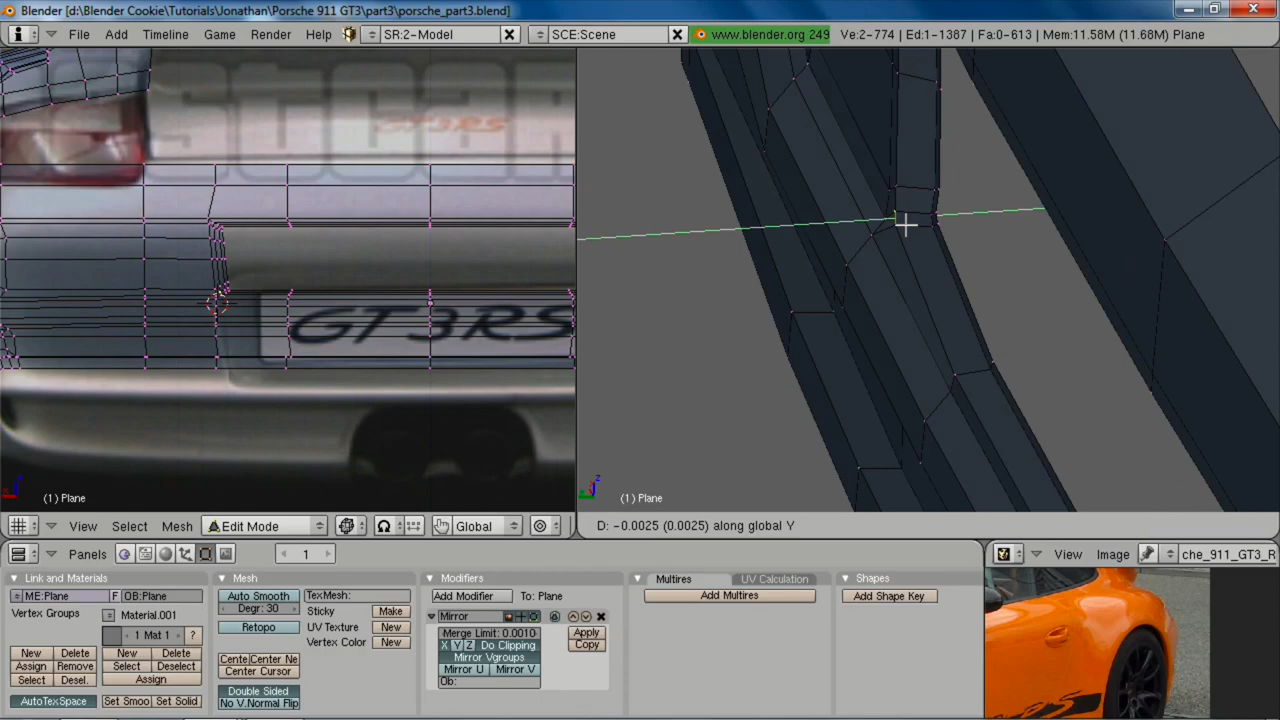 Blender [d:\Blender Cookie\Tutorials\Jonathan\Porsche 911 GT3\part3\porsche_part3.blend]
File Add Timeline Game Render Help SR:2-Model SCE:Scene www.blender.org 249 Ve:2-774 | Ed:1-1387 | Fa:0-613 | Mem:11.58M (11.68M) Plane
GT3RS
GT3RS
(1) Plane
(1) Plane
View Select Mesh Edit Mode Global D: -0.0025 (0.0025) along global Y
Panels 1 View Image che_911_GT3_R
Link and Materials Mesh Modifiers Multires UV Calculation Shapes
ME:Plane F OB:Plane Auto Smooth TexMesh: Add Modifier To: Plane Add Multires Add Shape Key
Vertex Groups Material.001 Degr: 30 Sticky Make Mirror
Retopo UV Texture New Merge Limit: 0.0010 Apply
1 Mat 1 ? Vertex Color New X Y Z Do Clipping Copy
New Delete New Delete Cente Center Ne Mirror Vgroups
Assign Remove Select Deselect Center Cursor Mirror U Mirror V
Select Desel. Assign Ob:
Double Sided
AutoTexSpace Set Smoo Set Solid No V.Normal Flip